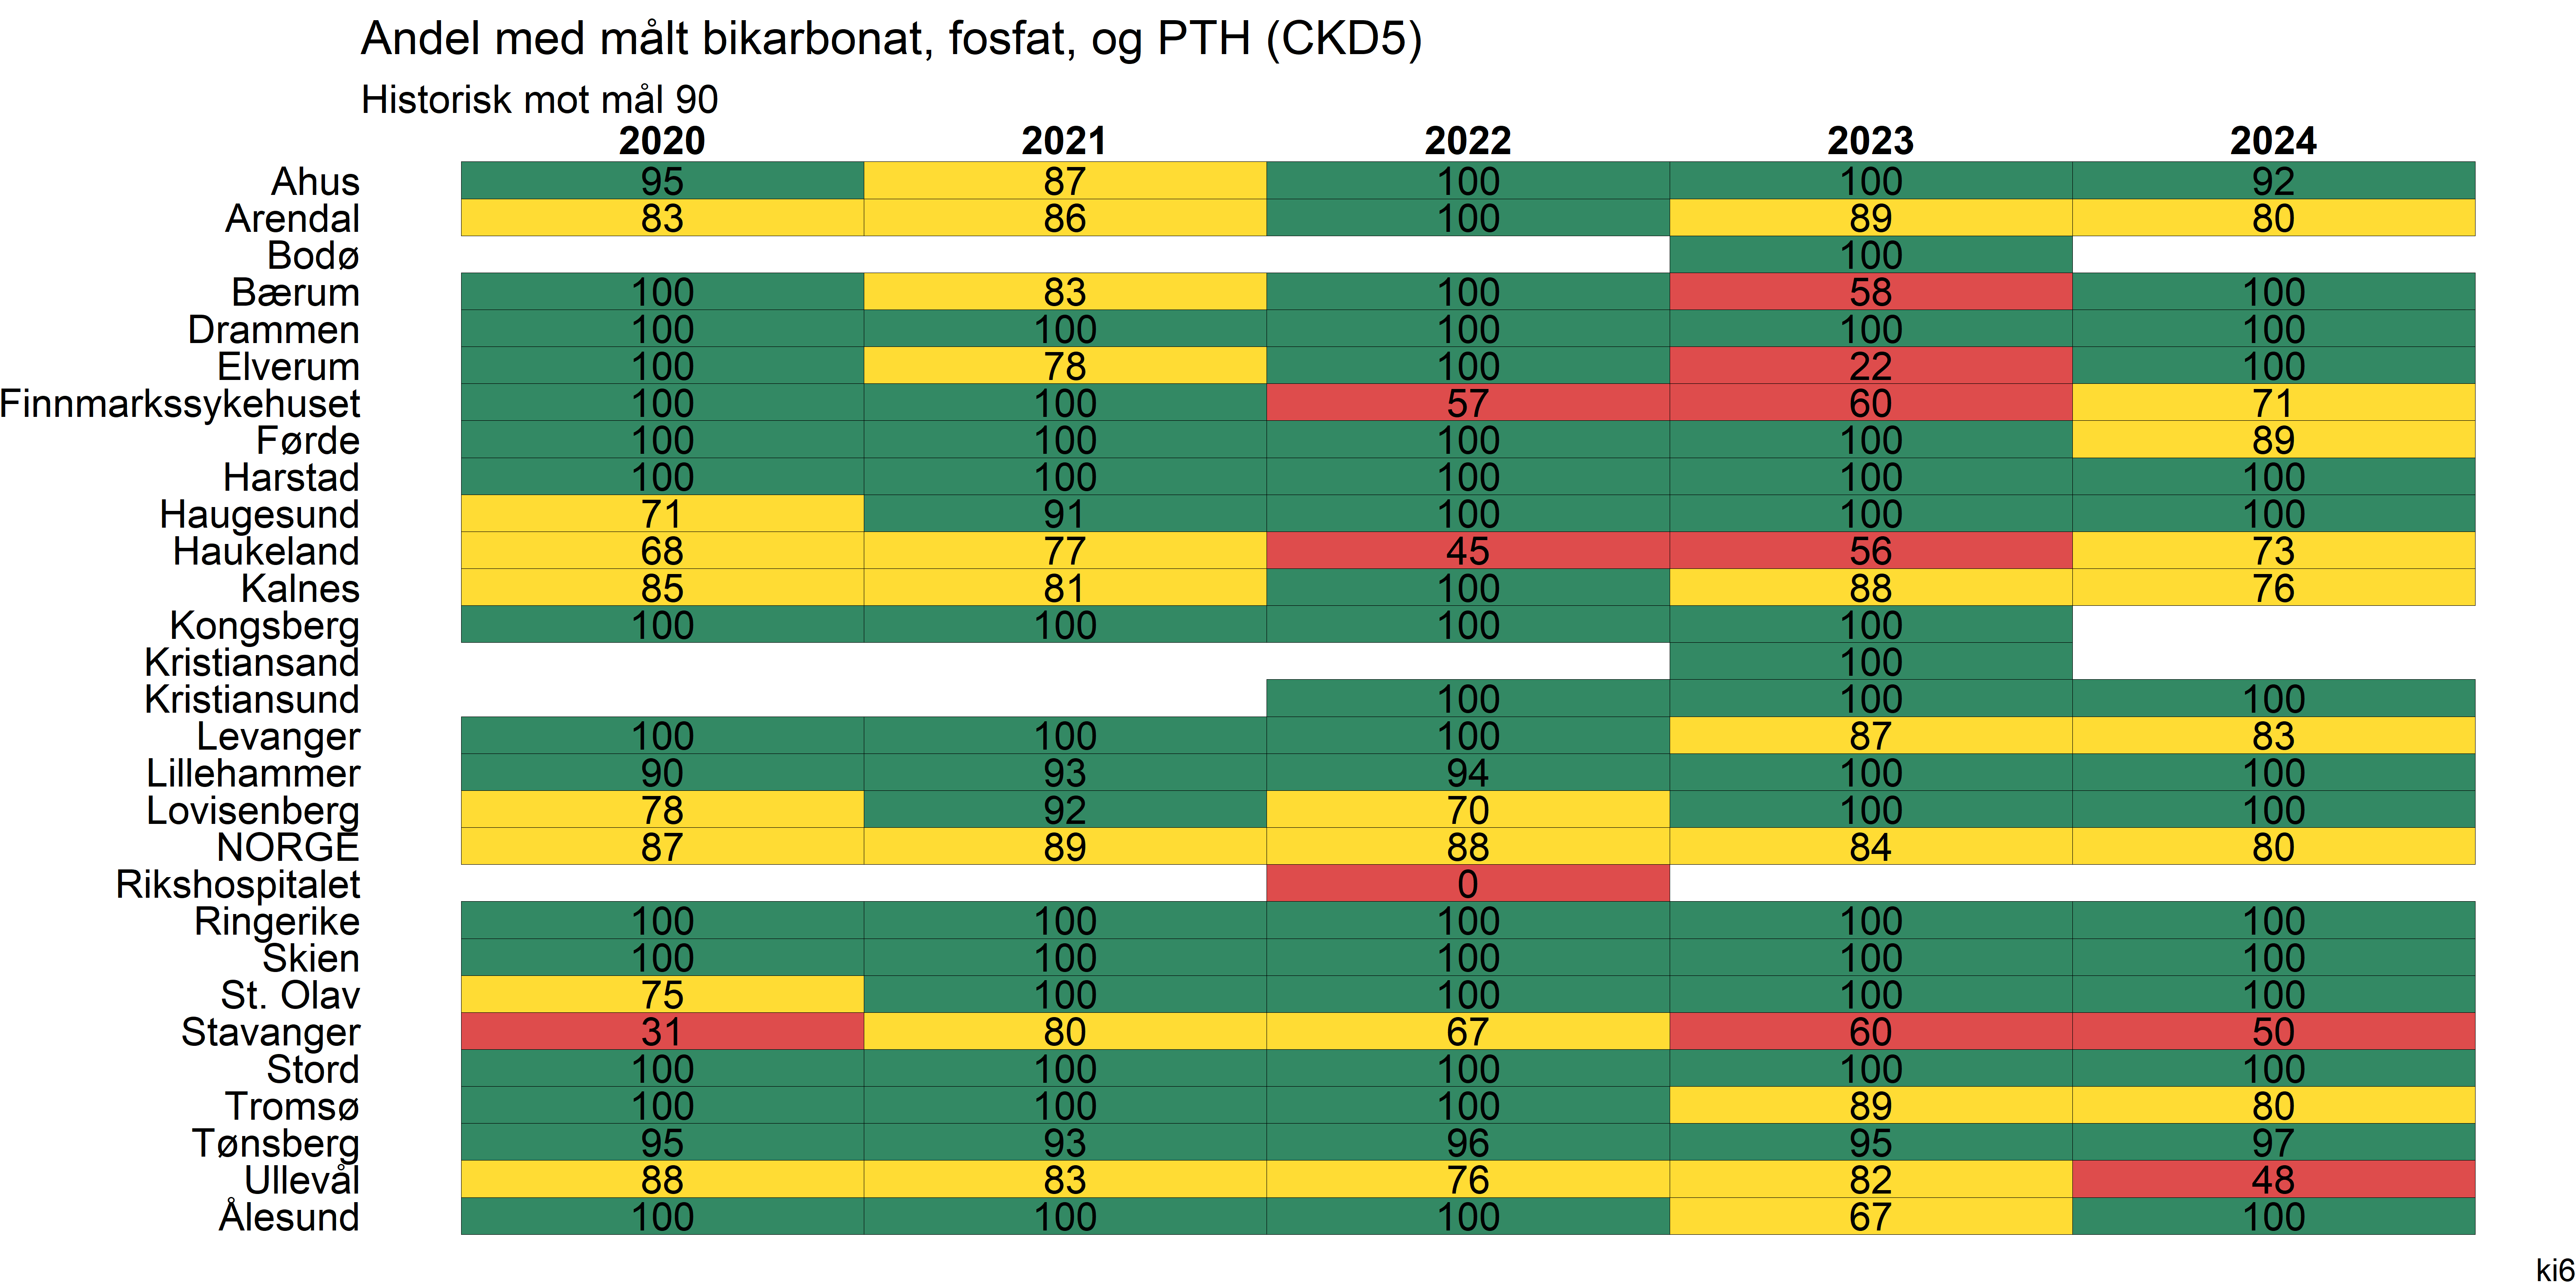 Andel med målt bikarbonat, fosfat, og PTH (CKD5)
Historisk mot mål 90
2020 2021 2022 2023 2024
Ahus 95 87 100 100 92
Arendal 83 86 100 89 80
Bodø 100
Bærum 100 83 100 58 100
Drammen 100 100 100 100 100
Elverum 100 78 100 22 100
Finnmarkssykehuset 100 100 57 60 71
Førde 100 100 100 100 89
Harstad 100 100 100 100 100
Haugesund 71 91 100 100 100
Haukeland 68 77 45 56 73
Kalnes 85 81 100 88 76
Kongsberg 100 100 100 100
Kristiansand 100
Kristiansund 100 100 100
Levanger 100 100 100 87 83
Lillehammer 90 93 94 100 100
Lovisenberg 78 92 70 100 100
NORGE 87 89 88 84 80
Rikshospitalet 0
Ringerike 100 100 100 100 100
Skien 100 100 100 100 100
St. Olav 75 100 100 100 100
Stavanger 31 80 67 60 50
Stord 100 100 100 100 100
Tromsø 100 100 100 89 80
Tønsberg 95 93 96 95 97
Ullevål 88 83 76 82 48
Ålesund 100 100 100 67 100
ki6